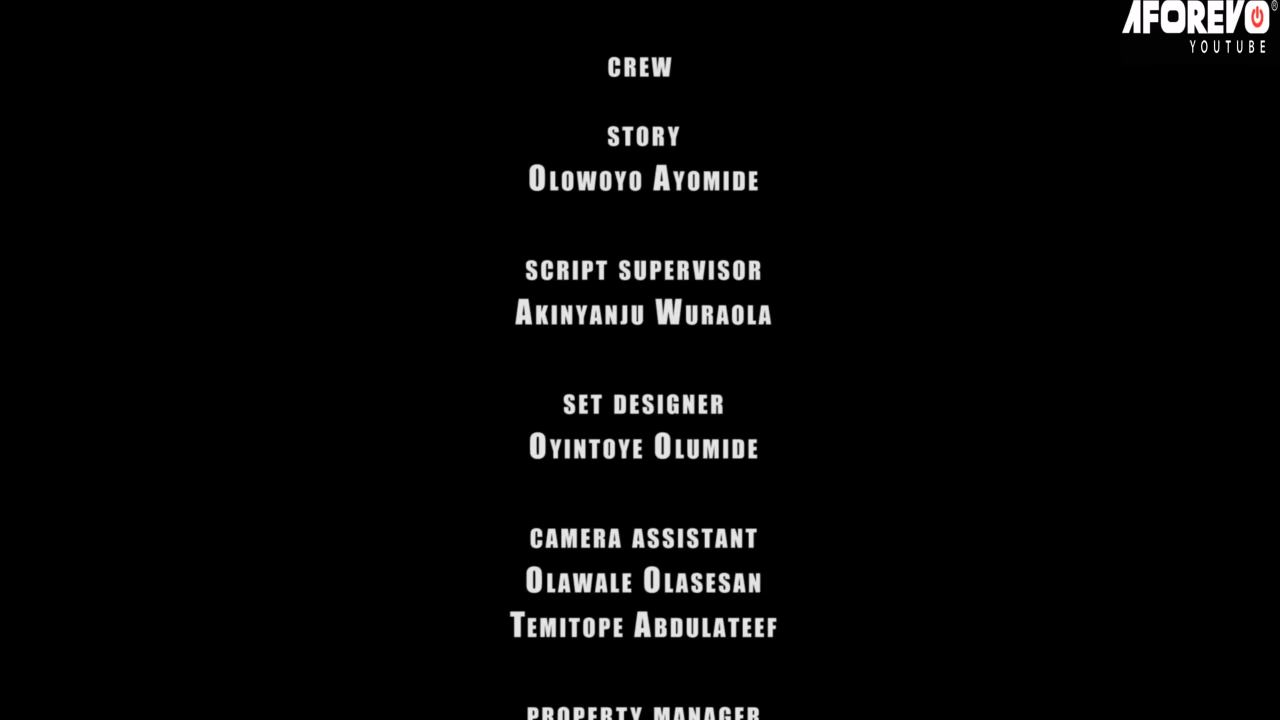 AFOREVO
YOUTUBE
CREW
STORY
OLOWOYO AYOMIDE
SCRIPT SUPERVISOR
AKINYANJU WURAOLA
SET DESIGNER
OYINTOYE OLUMIDE
CAMERA ASSISTANT
OLAWALE OLASESAN
TEMITOPE ABDULATEEF
PROPERTY MANAGER